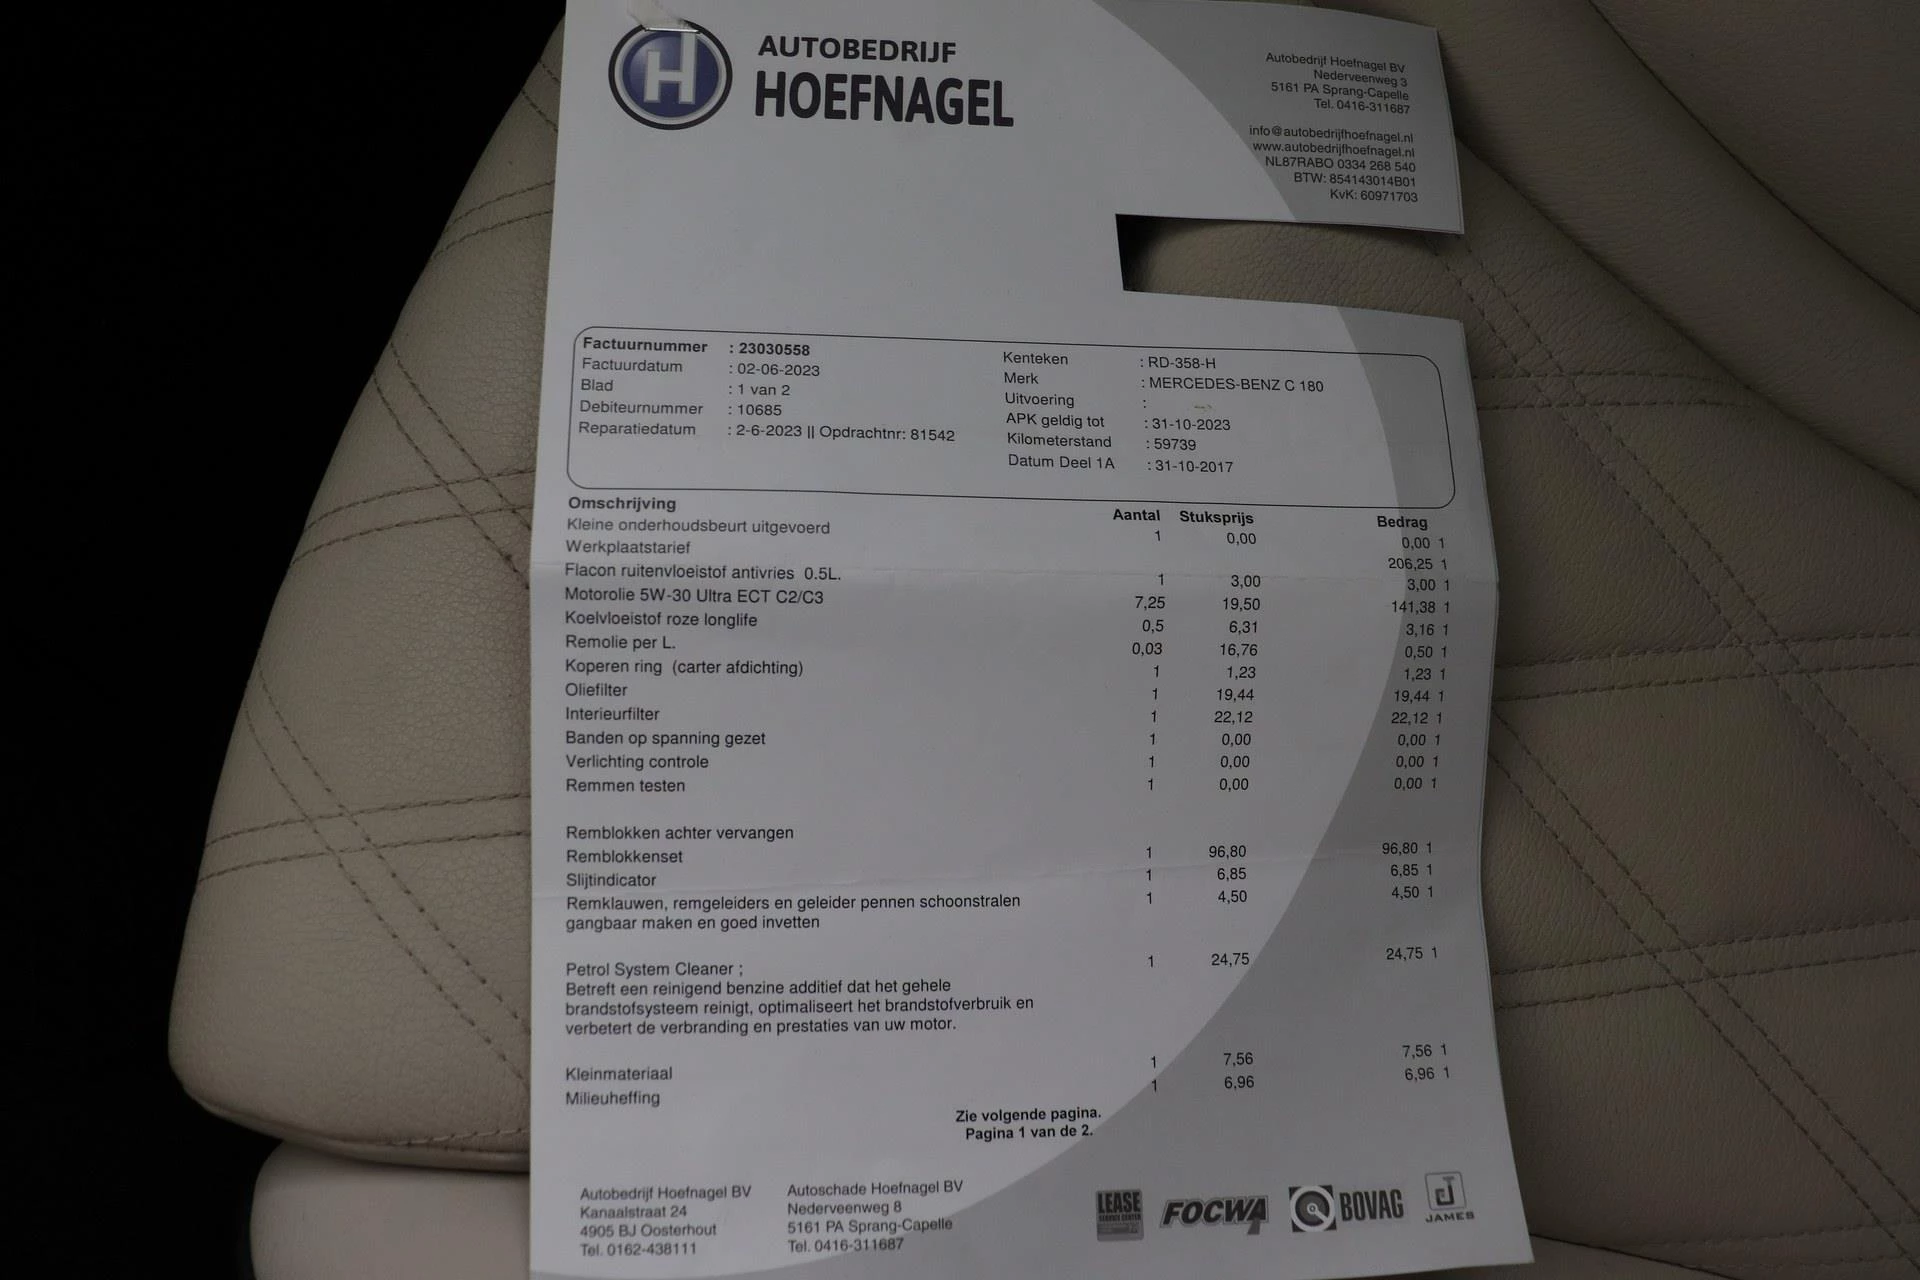 H
AUTOBEDRIJF
HOEFNAGEL
Autobedrijf Hoefnagel BV
Nederveenweg 3
5161 PA Sprang-Capelle
Tel. 0416-311687
info@autobedrijfhoefnagel.nl
www.autobedrijfhoefnagel.nl
NL87RABO 0334 268 540
BTW: 854143014B01
KvK: 60971703
Factuurnummer : 23030558
Factuurdatum : 02-06-2023
Blad : 1 van 2
Debiteurnummer : 10685
Reparatiedatum : 2-6-2023 || Opdrachtnr: 81542
Kenteken : RD-358-H
Merk : MERCEDES-BENZ C 180
Uitvoering :
APK geldig tot : 31-10-2023
Kilometerstand : 59739
Datum Deel 1A : 31-10-2017
Omschrijving Aantal Stuksprijs Bedrag
Kleine onderhoudsbeurt uitgevoerd 1 0,00 0,00 1
Werkplaatstarief 206,25 1
Flacon ruitenvloeistof antivries 0.5L. 1 3,00 3,00 1
Motorolie 5W-30 Ultra ECT C2/C3 7,25 19,50 141,38 1
Koelvloeistof roze longlife 0,5 6,31 3,16 1
Remolie per L. 0,03 16,76 0,50 1
Koperen ring (carter afdichting) 1 1,23 1,23 1
Oliefilter 1 19,44 19,44 1
Interieurfilter 1 22,12 22,12 1
Banden op spanning gezet 1 0,00 0,00 1
Verlichting controle 1 0,00 0,00 1
Remmen testen 1 0,00 0,00 1
Remblokken achter vervangen
Remblokkenset 1 96,80 96,80 1
Slijtindicator 1 6,85 6,85 1
Remklauwen, remgeleiders en geleider pennen schoonstralen 1 4,50 4,50 1
gangbaar maken en goed invetten
Petrol System Cleaner ; 1 24,75 24,75 1
Betreft een reinigend benzine additief dat het gehele
brandstofsysteem reinigt, optimaliseert het brandstofverbruik en
verbetert de verbranding en prestaties van uw motor.
Kleinmateriaal 1 7,56 7,56 1
Milieuheffing 1 6,96 6,96 1
Zie volgende pagina.
Pagina 1 van de 2.
Autobedrijf Hoefnagel BV
Kanaalstraat 24
4905 BJ Oosterhout
Tel. 0162-438111
Autoschade Hoefnagel BV
Nederveenweg 8
5161 PA Sprang-Capelle
Tel. 0416-311687
LEASE
SERVICE CENTER
FOCWA
BOVAG
JAMES